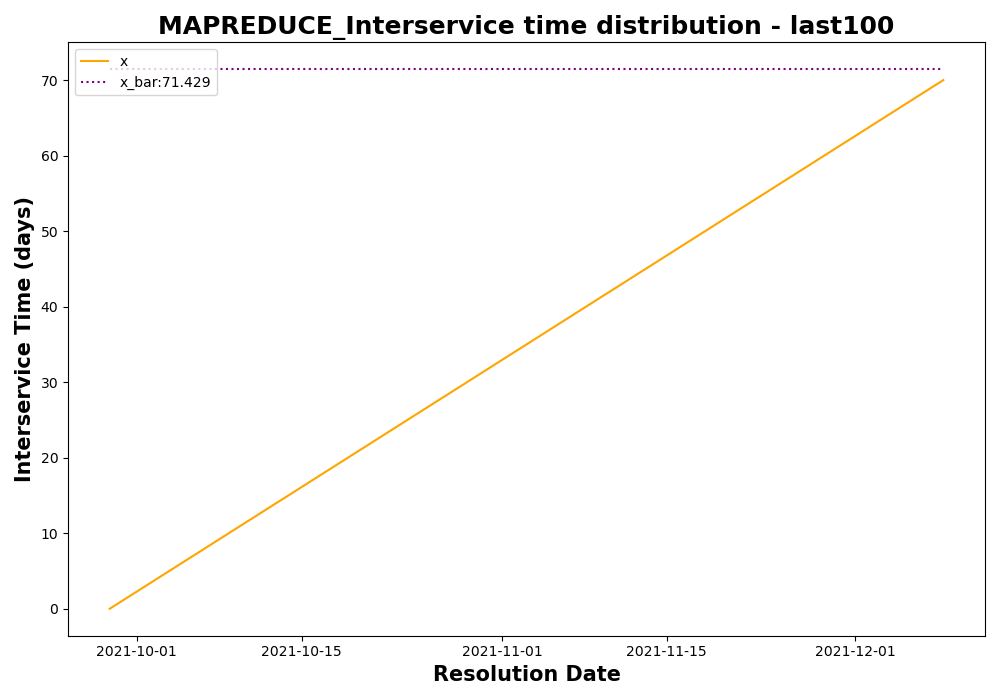 MAPREDUCE_Interservice time distribution - last100
x
x_bar:71.429
70
60
50
40
30
20
10
0
Interservice Time (days)
2021-10-01 2021-10-15 2021-11-01 2021-11-15 2021-12-01
Resolution Date